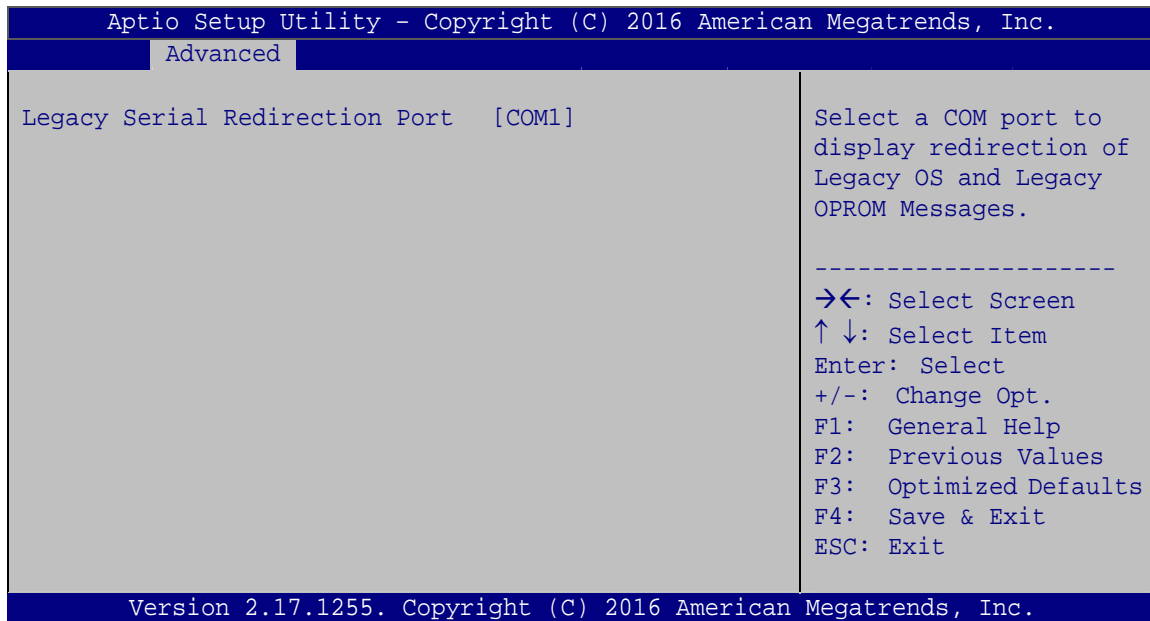 Aptio Setup Utility – Copyright (C) 2016 American Megatrends, Inc.
Advanced
Legacy Serial Redirection Port [COM1]
Select a COM port to
display redirection of
Legacy OS and Legacy
OPROM Messages.
---------------------
→←: Select Screen
↑ ↓: Select Item
Enter: Select
+/-: Change Opt.
F1: General Help
F2: Previous Values
F3: Optimized Defaults
F4: Save & Exit
ESC: Exit
Version 2.17.1255. Copyright (C) 2016 American Megatrends, Inc.